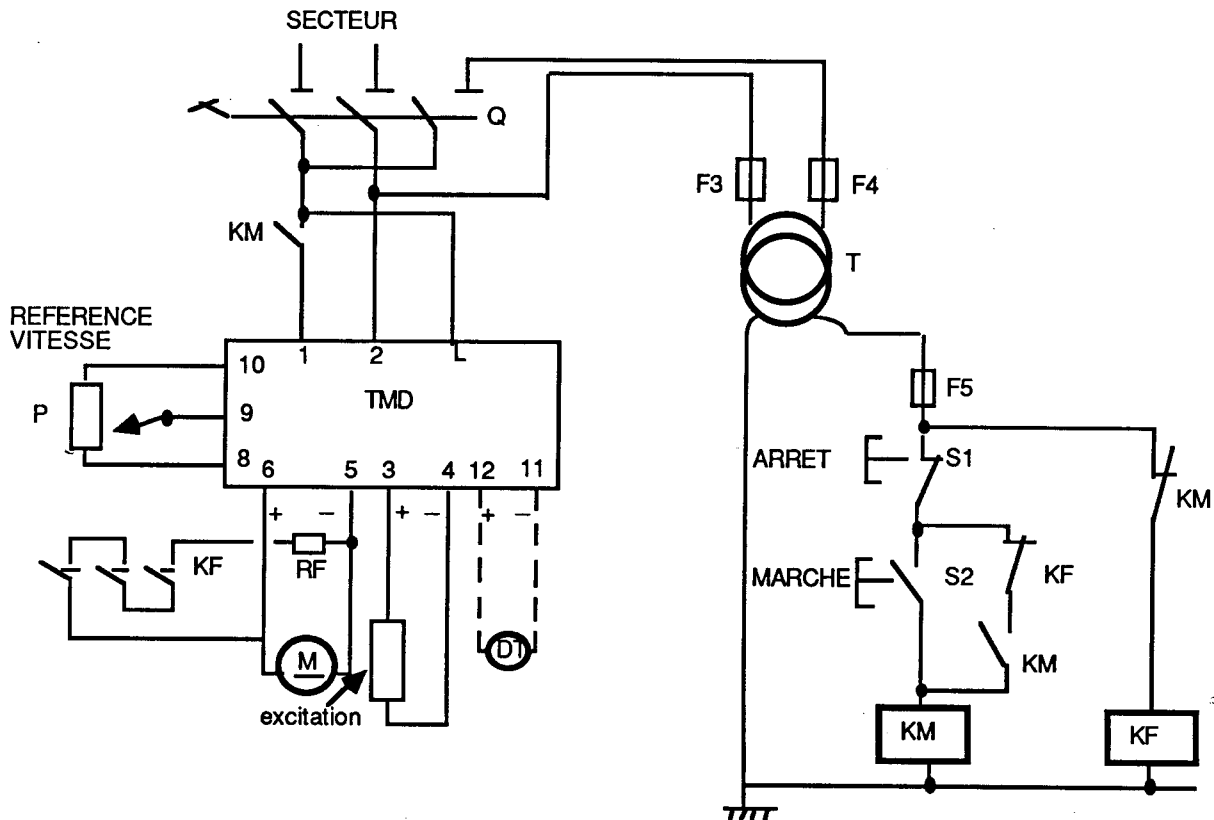 SECTEUR
Q
F3
F4
KM
T
REFERENCE
VITESSE
1
2
L
10
P
9
TMD
8
F5
6
5
3
4
12
11
ARRET
S1
KM
+
−
+
−
+
−
KF
RF
MARCHE
S2
KF
M
DT
KM
excitation
KM
KF